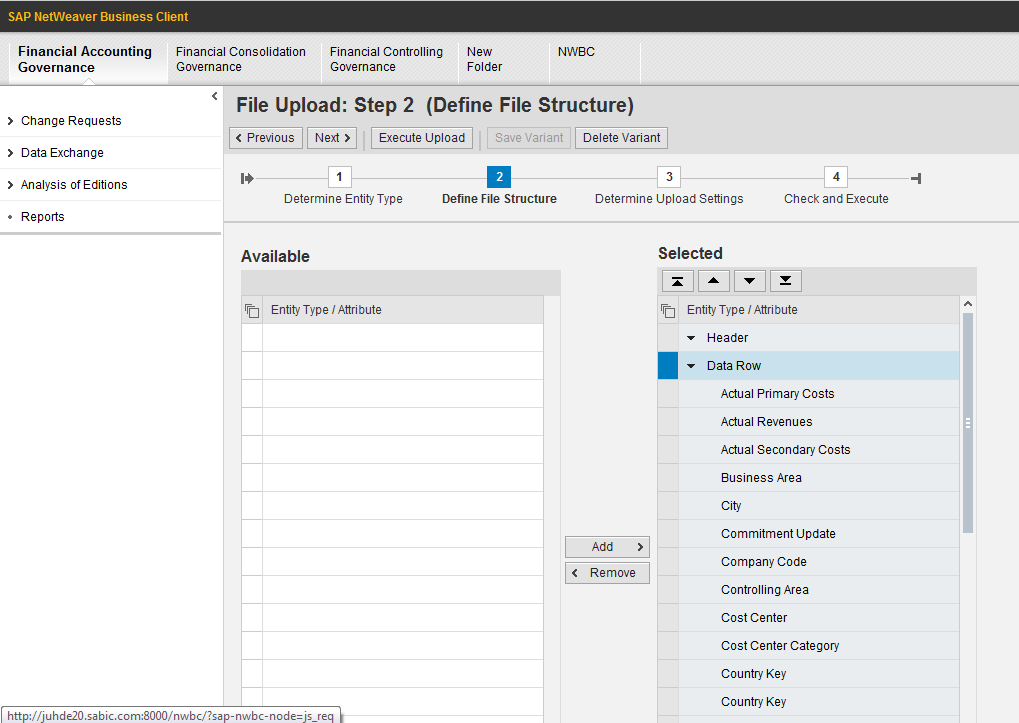 SAP NetWeaver Business Client
Financial Accounting Governance
Financial Consolidation Governance
Financial Controlling Governance
New Folder
NWBC
Change Requests
Data Exchange
Analysis of Editions
Reports
File Upload: Step 2 (Define File Structure)
Previous Next Execute Upload Save Variant Delete Variant
1 2 3 4
Determine Entity Type Define File Structure Determine Upload Settings Check and Execute
Available
Entity Type / Attribute
Add
Remove
Selected
Entity Type / Attribute
Header
Data Row
Actual Primary Costs
Actual Revenues
Actual Secondary Costs
Business Area
City
Commitment Update
Company Code
Controlling Area
Cost Center
Cost Center Category
Country Key
Country Key
http://juhde20.sabic.com:8000/nwbc/?sap-nwbc-node=js_req